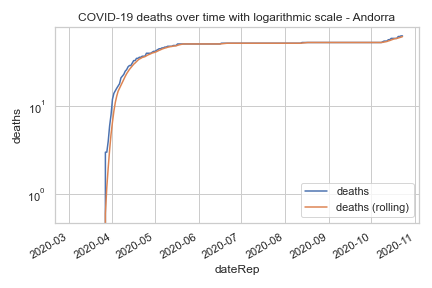 COVID-19 deaths over time with logarithmic scale - Andorra
deaths
10¹
10⁰
deaths
deaths (rolling)
2020-03
2020-04
2020-05
2020-06
2020-07
2020-08
2020-09
2020-10
2020-11
dateRep